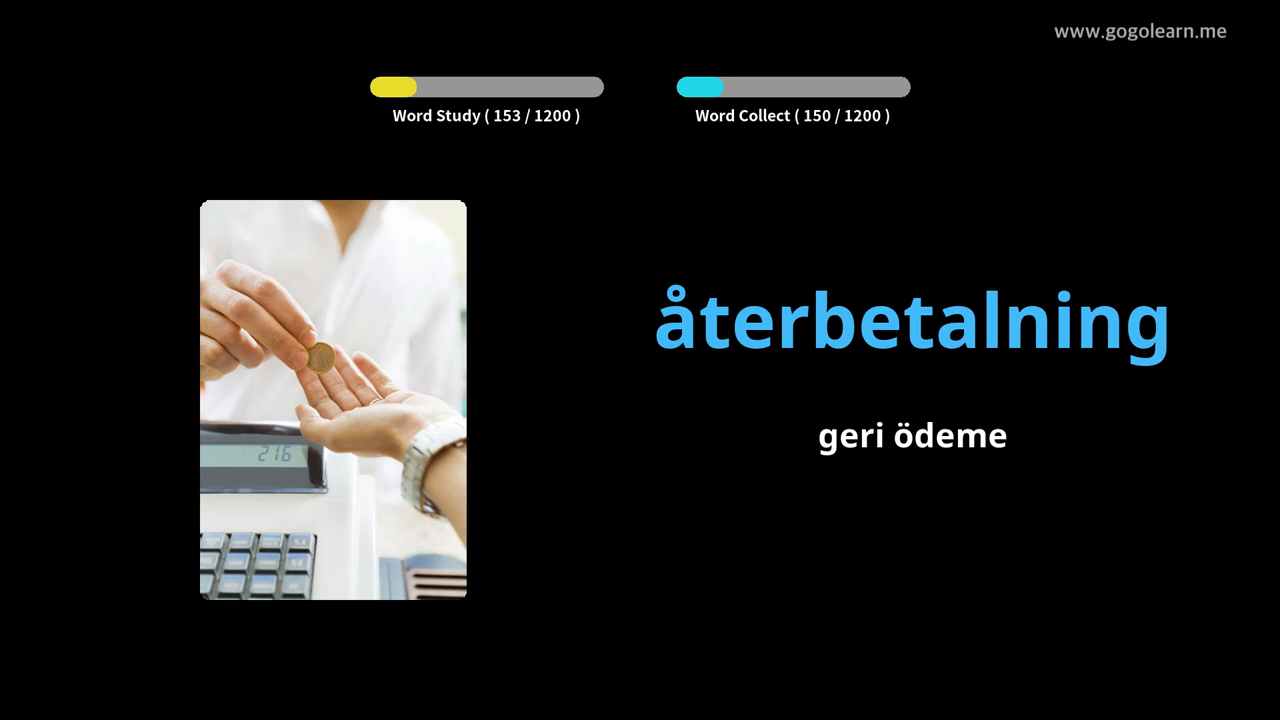 www.gogolearn.me
Word Study ( 153 / 1200 )
Word Collect ( 150 / 1200 )
återbetalning
geri ödeme
216